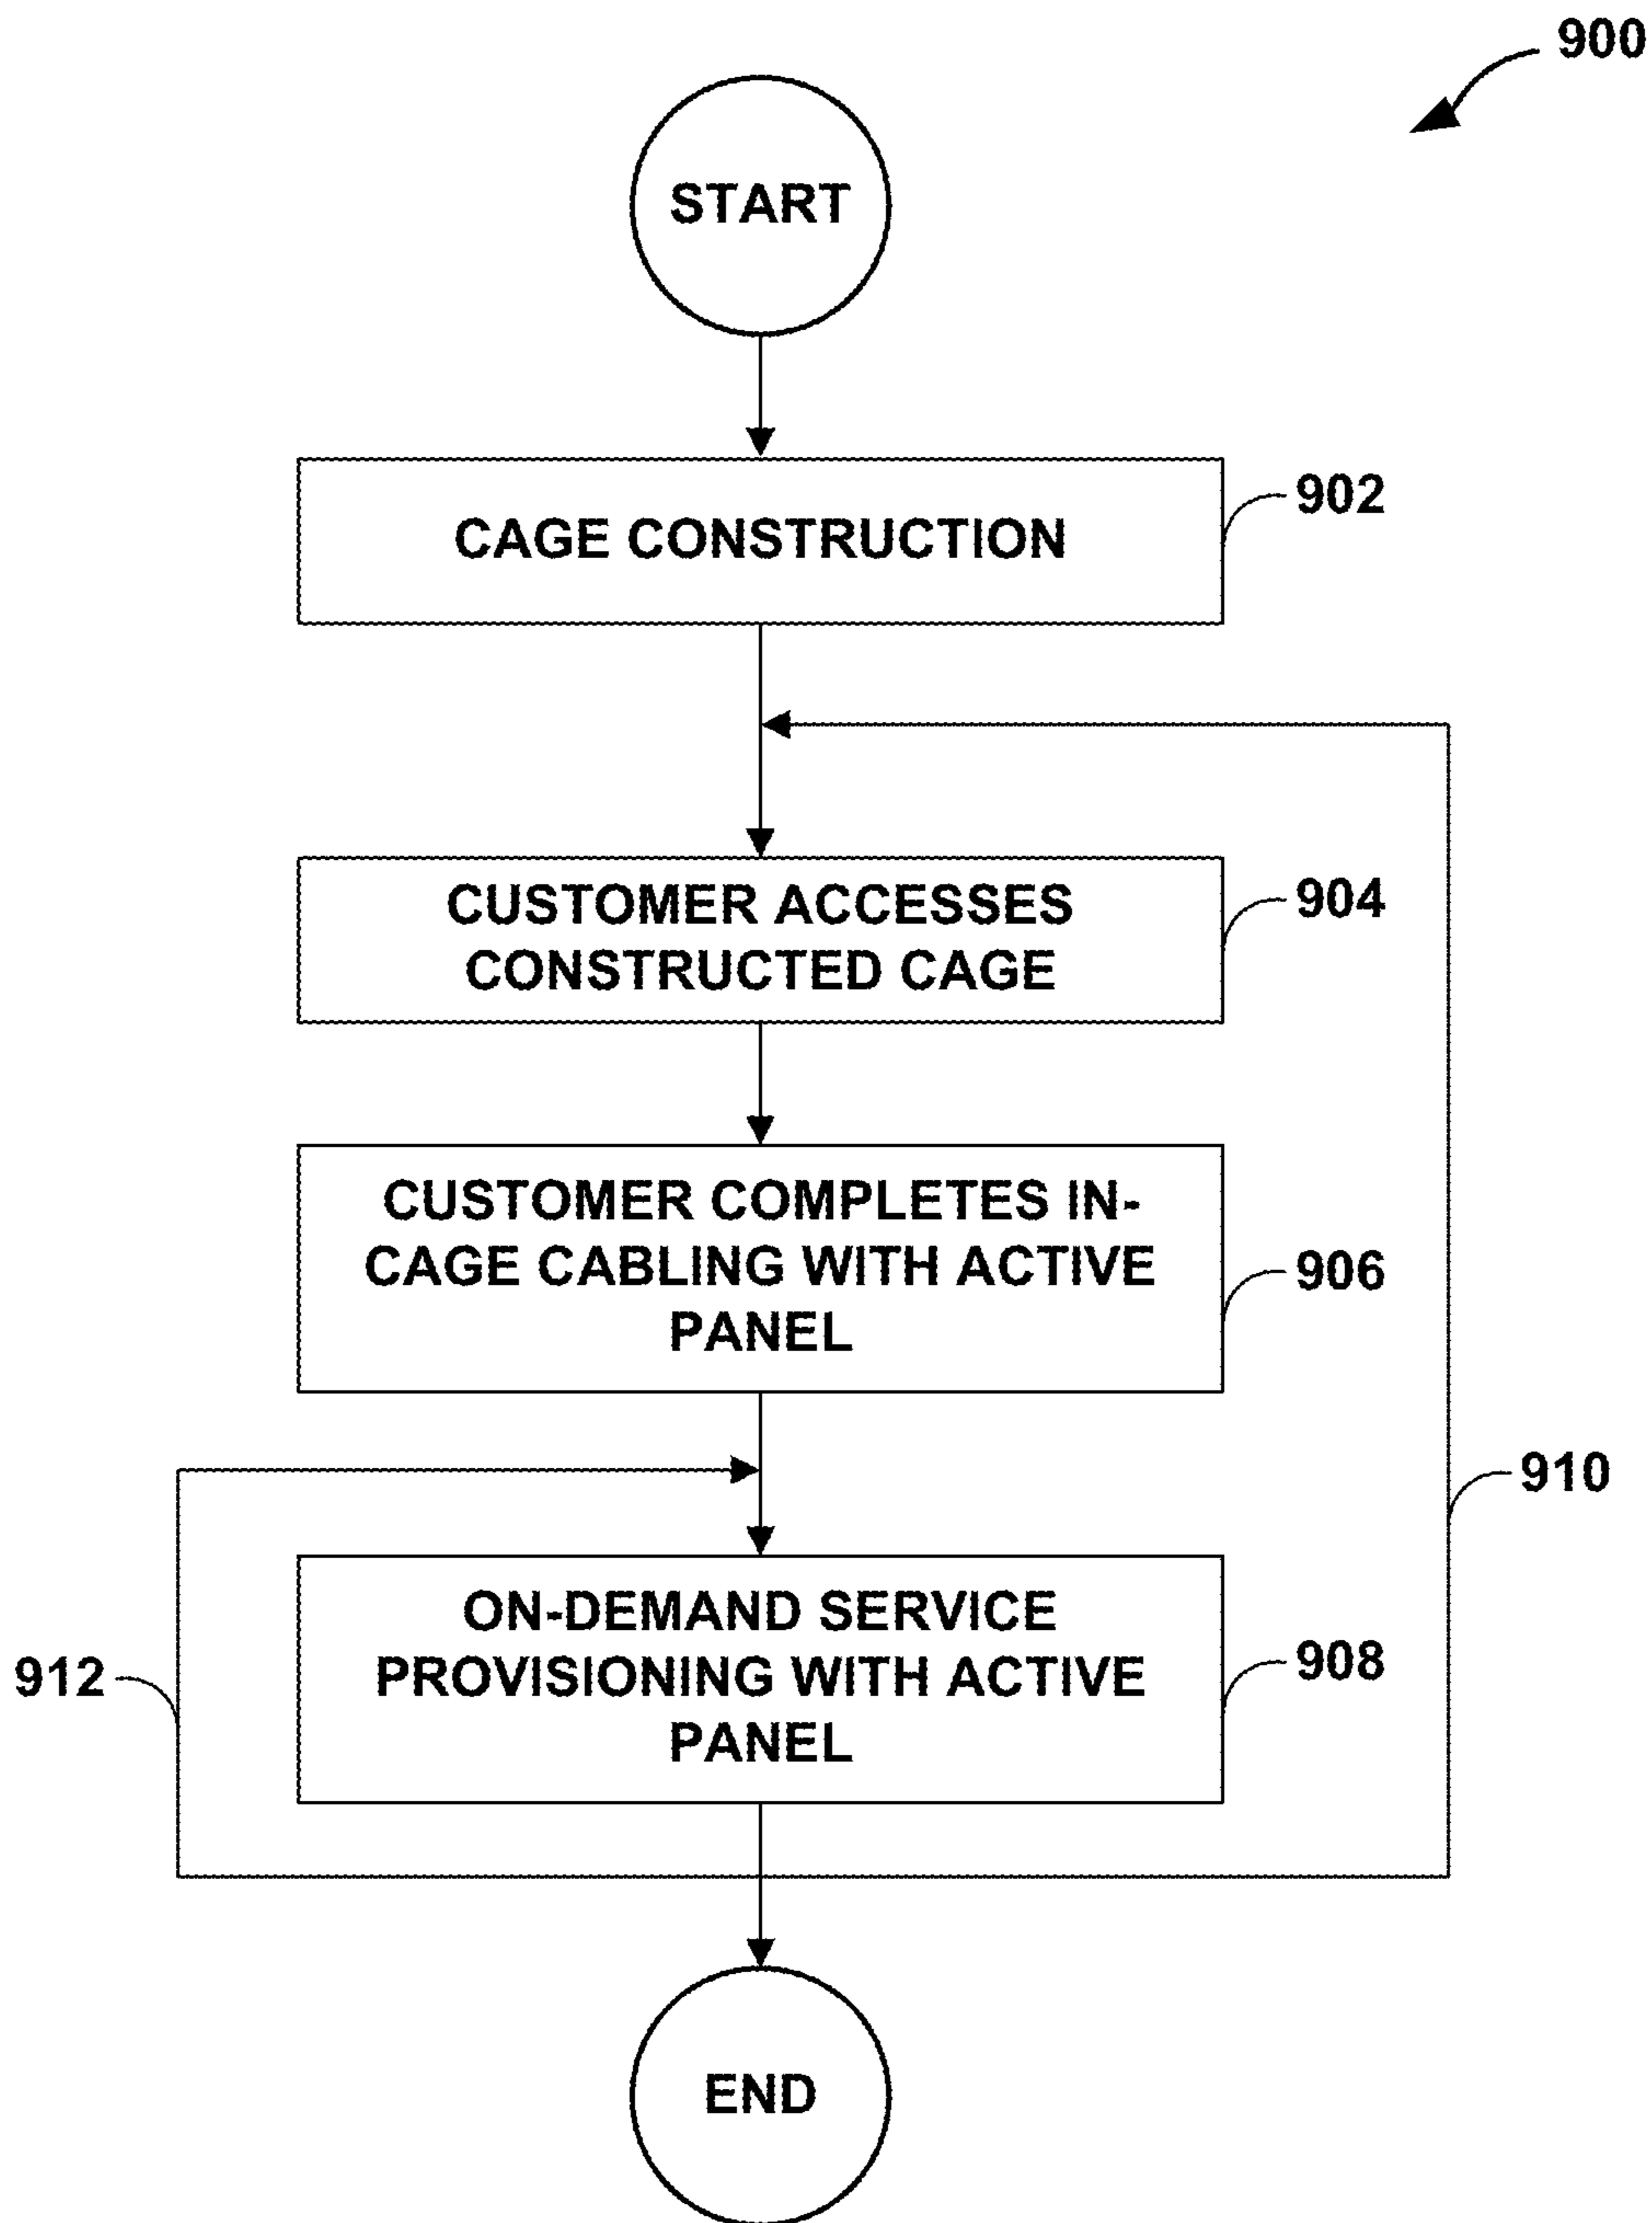 900
START
CAGE CONSTRUCTION
902
CUSTOMER ACCESSES
CONSTRUCTED CAGE
904
CUSTOMER COMPLETES IN-
CAGE CABLING WITH ACTIVE
PANEL
906
910
ON-DEMAND SERVICE
PROVISIONING WITH ACTIVE
PANEL
908
912
END